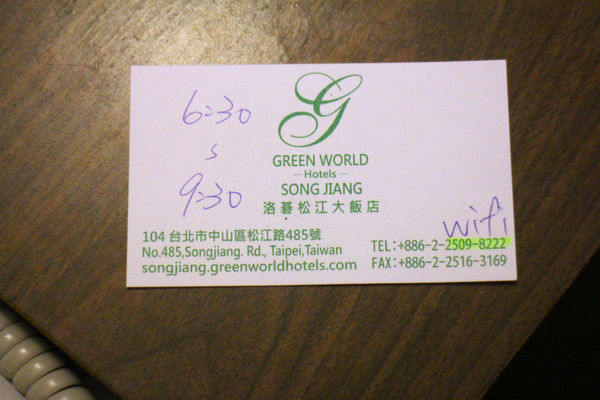 6:30
s
9:30
G
GREEN WORLD
—Hotels—
SONG JIANG
洛碁松江大飯店
wifi
104 台北市中山區松江路485號
No.485,Songjiang. Rd., Taipei,Taiwan
songjiang.greenworldhotels.com
TEL:+886-2-2509-8222
FAX:+886-2-2516-3169